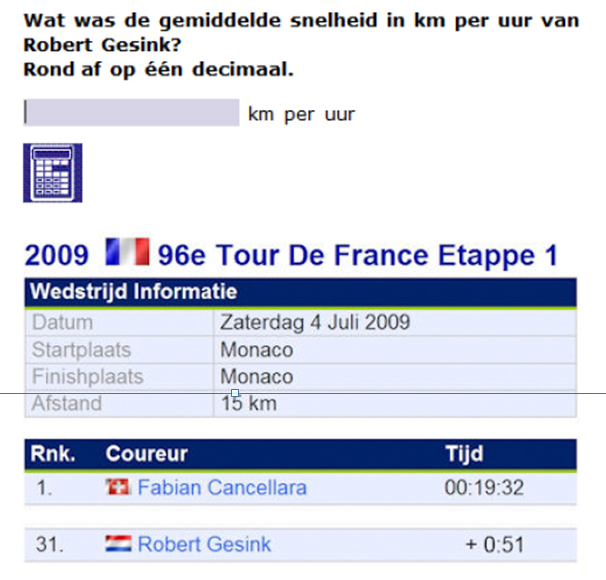 Wat was de gemiddelde snelheid in km per uur van
Robert Gesink?
Rond af op één decimaal.
km per uur
2009 96e Tour De France Etappe 1
Wedstrijd Informatie
Datum Zaterdag 4 Juli 2009
Startplaats Monaco
Finishplaats Monaco
Afstand 15 km
Rnk. Coureur Tijd
1. Fabian Cancellara 00:19:32
31. Robert Gesink + 0:51